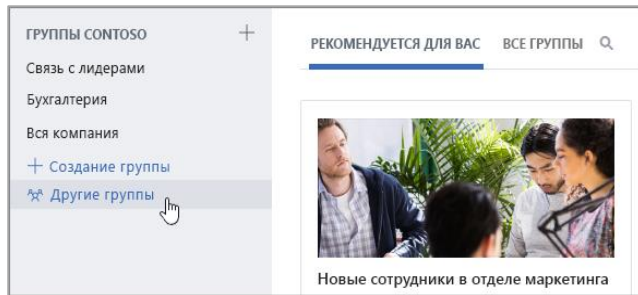 ГРУППЫ CONTOSO
Связь с лидерами
Бухгалтерия
Вся компания
Создание группы
Другие группы
РЕКОМЕНДУЕТСЯ ДЛЯ ВАС ВСЕ ГРУППЫ
Новые сотрудники в отделе маркетинга